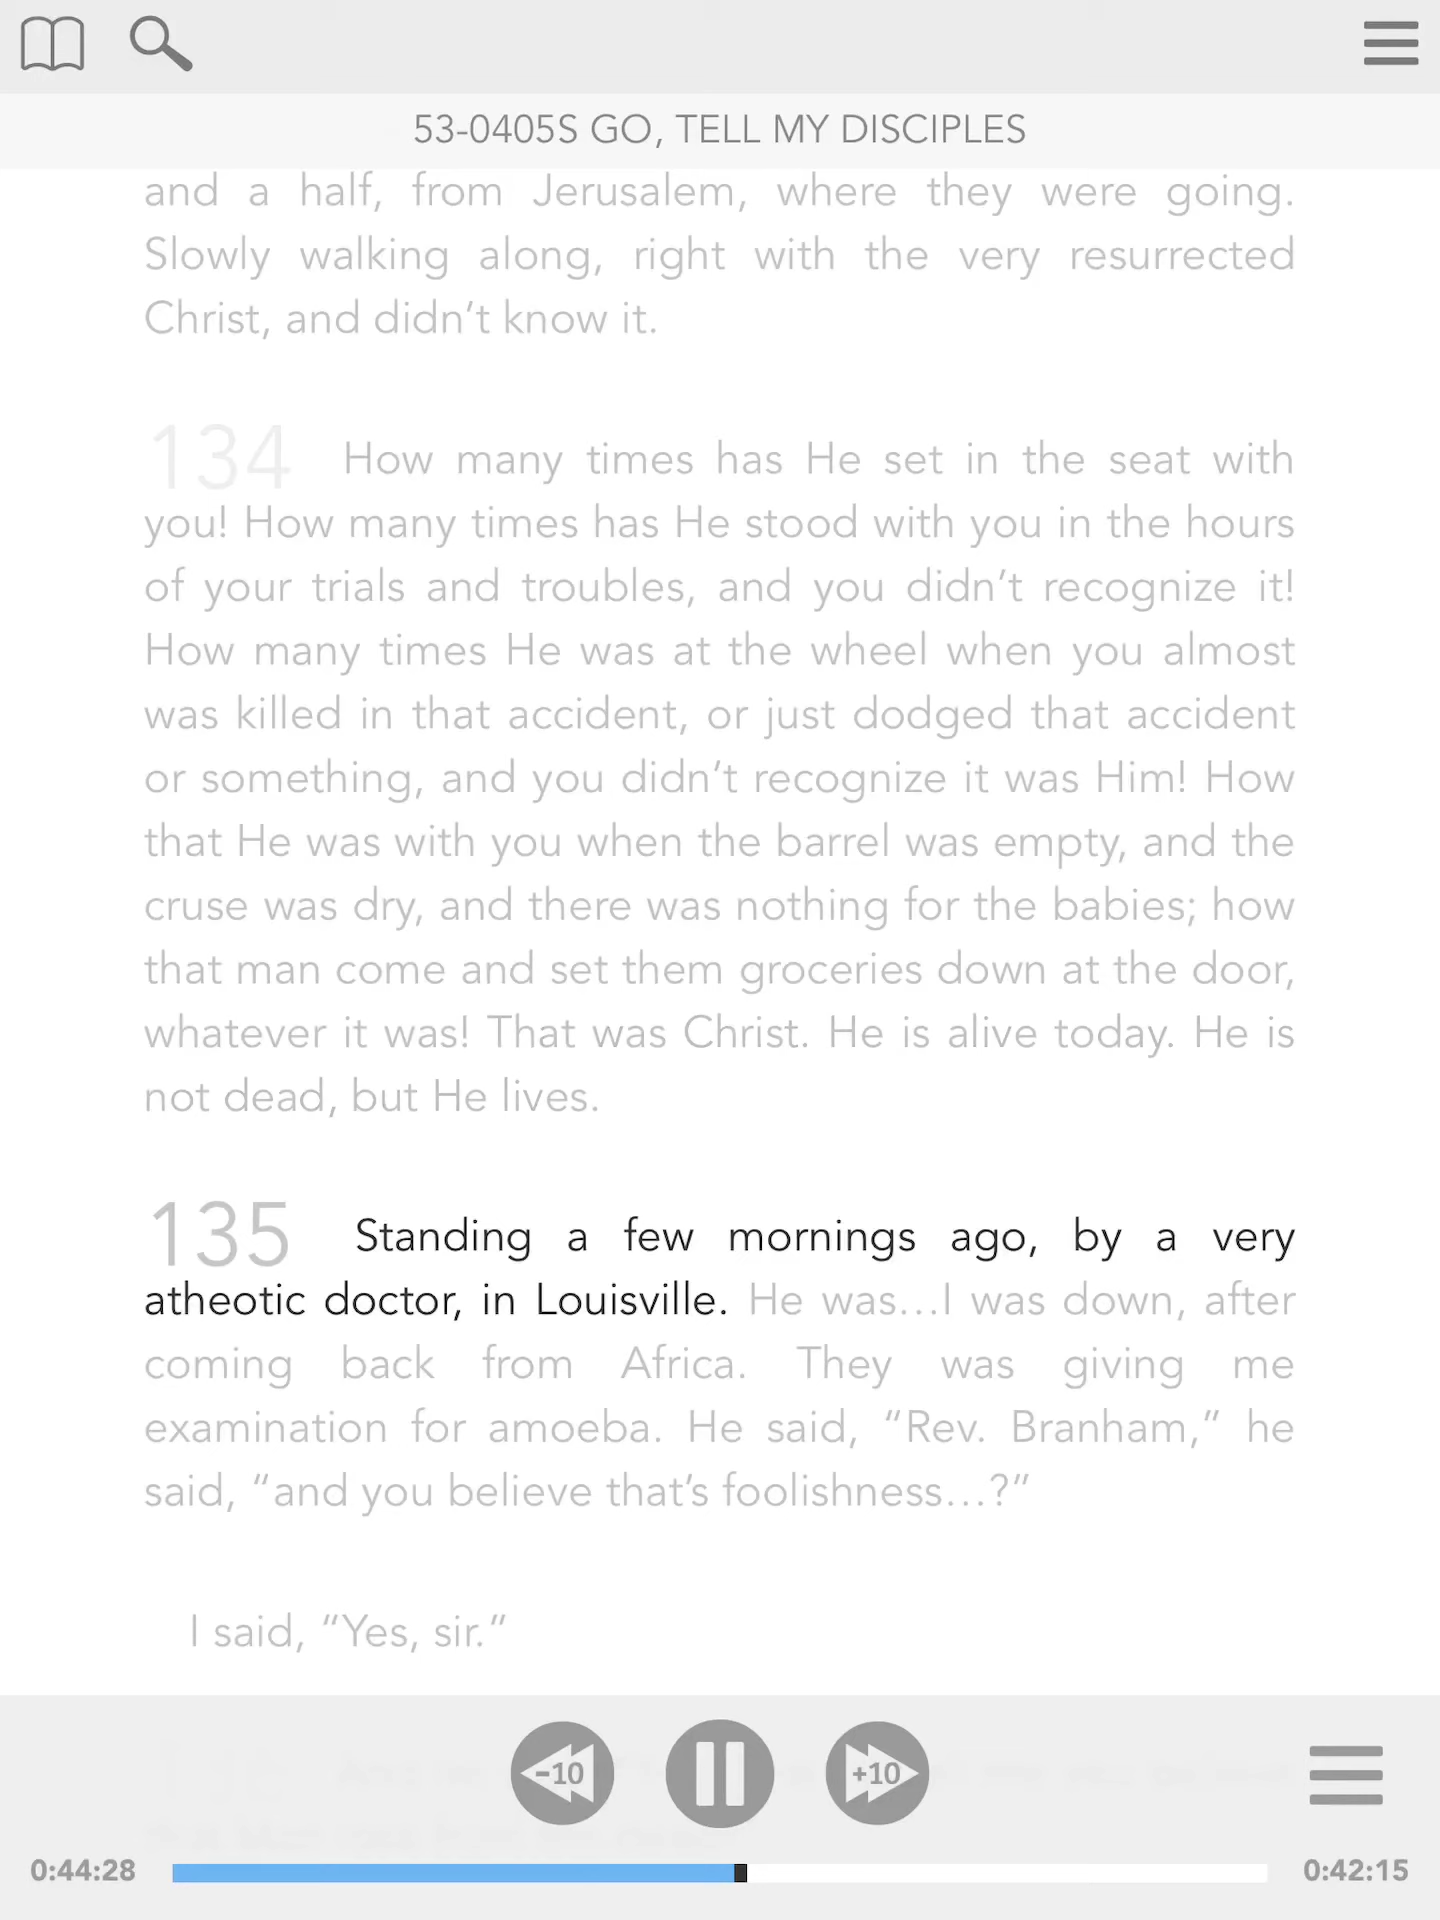 53-0405S GO, TELL MY DISCIPLES
and a half, from Jerusalem, where they were going.
Slowly walking along, right with the very resurrected
Christ, and didn’t know it.
134 How many times has He set in the seat with
you! How many times has He stood with you in the hours
of your trials and troubles, and you didn’t recognize it!
How many times He was at the wheel when you almost
was killed in that accident, or just dodged that accident
or something, and you didn’t recognize it was Him! How
that He was with you when the barrel was empty, and the
cruse was dry, and there was nothing for the babies; how
that man come and set them groceries down at the door,
whatever it was! That was Christ. He is alive today. He is
not dead, but He lives.
135 Standing a few mornings ago, by a very
atheotic doctor, in Louisville. He was…I was down, after
coming back from Africa. They was giving me
examination for amoeba. He said, “Rev. Branham,” he
said, “and you believe that’s foolishness…?”
I said, “Yes, sir.”
-10 +10
0:44:28 0:42:15